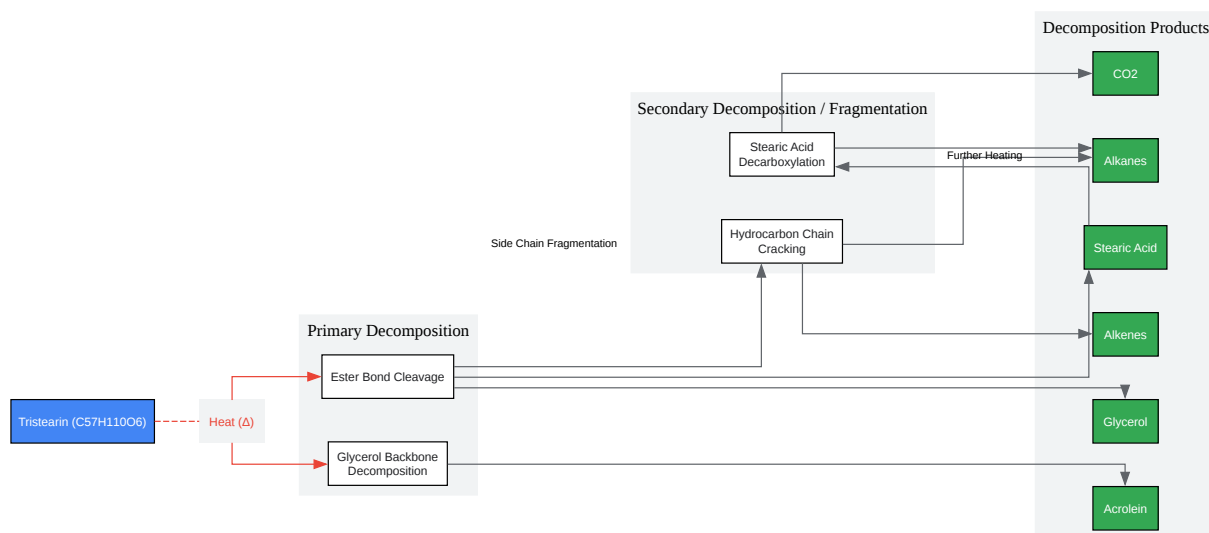 Decomposition Products
CO2
Secondary Decomposition / Fragmentation
Stearic Acid
Decarboxylation
Further Heating
Alkanes
Hydrocarbon Chain
Cracking
Side Chain Fragmentation
Stearic Acid
Primary Decomposition
Alkenes
Ester Bond Cleavage
Tristearin (C57H110O6)
Heat (Δ)
Glycerol
Glycerol Backbone
Decomposition
Acrolein